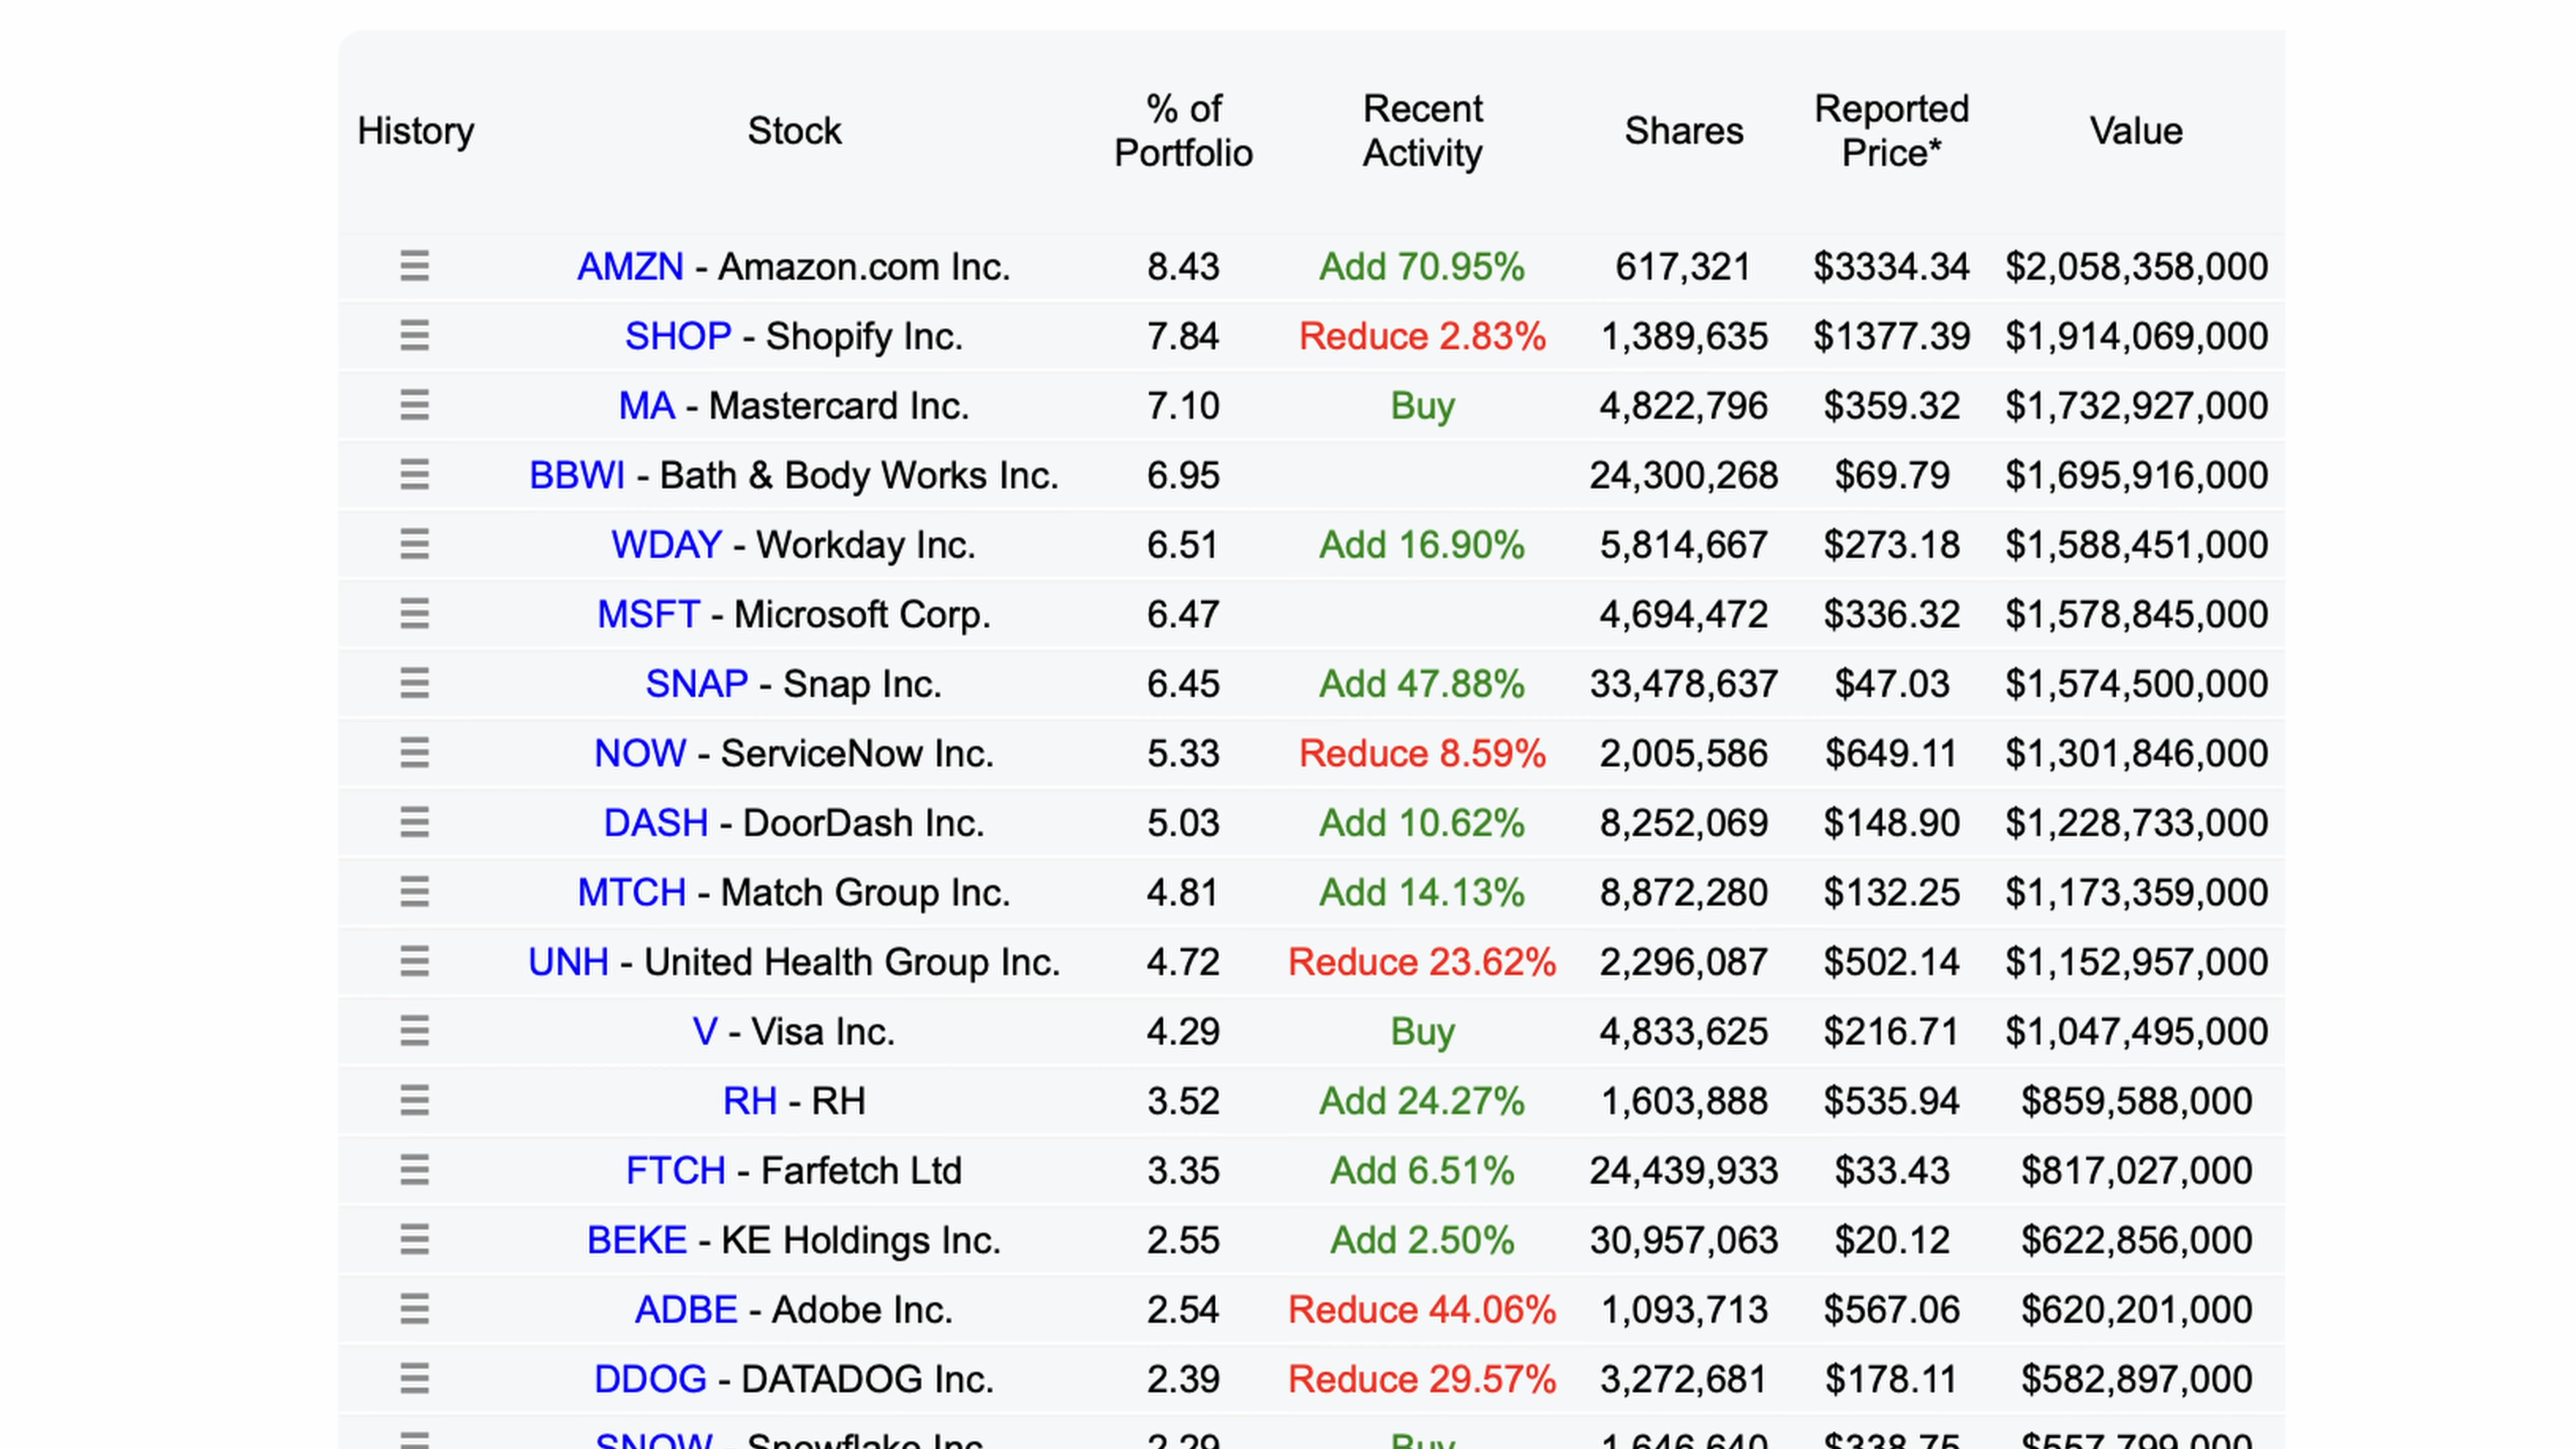 History Stock % of Portfolio Recent Activity Shares Reported Price* Value
AMZN - Amazon.com Inc. 8.43 Add 70.95% 617,321 $3334.34 $2,058,358,000
SHOP - Shopify Inc. 7.84 Reduce 2.83% 1,389,635 $1377.39 $1,914,069,000
MA - Mastercard Inc. 7.10 Buy 4,822,796 $359.32 $1,732,927,000
BBWI - Bath & Body Works Inc. 6.95 24,300,268 $69.79 $1,695,916,000
WDAY - Workday Inc. 6.51 Add 16.90% 5,814,667 $273.18 $1,588,451,000
MSFT - Microsoft Corp. 6.47 4,694,472 $336.32 $1,578,845,000
SNAP - Snap Inc. 6.45 Add 47.88% 33,478,637 $47.03 $1,574,500,000
NOW - ServiceNow Inc. 5.33 Reduce 8.59% 2,005,586 $649.11 $1,301,846,000
DASH - DoorDash Inc. 5.03 Add 10.62% 8,252,069 $148.90 $1,228,733,000
MTCH - Match Group Inc. 4.81 Add 14.13% 8,872,280 $132.25 $1,173,359,000
UNH - United Health Group Inc. 4.72 Reduce 23.62% 2,296,087 $502.14 $1,152,957,000
V - Visa Inc. 4.29 Buy 4,833,625 $216.71 $1,047,495,000
RH - RH 3.52 Add 24.27% 1,603,888 $535.94 $859,588,000
FTCH - Farfetch Ltd 3.35 Add 6.51% 24,439,933 $33.43 $817,027,000
BEKE - KE Holdings Inc. 2.55 Add 2.50% 30,957,063 $20.12 $622,856,000
ADBE - Adobe Inc. 2.54 Reduce 44.06% 1,093,713 $567.06 $620,201,000
DDOG - DATADOG Inc. 2.39 Reduce 29.57% 3,272,681 $178.11 $582,897,000
SNOW - Snowflake Inc. 2.29 Buy 1,646,640 $338.75 $557,799,000